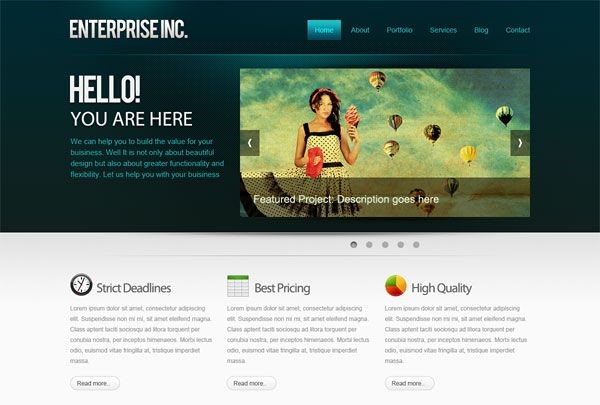 ENTERPRISE INC.
Home About Portfolio Services Blog Contact
HELLO!
YOU ARE HERE
We can help you to build the value for your
buisiness. Well It is not only about beautiful
design but also about greater functionality and
flexibility. Let us help you with your buisiness
Featured Project: Description goes here
Strict Deadlines
Lorem ipsum dolor sit amet, consectetur adipiscing
elit. Suspendisse non mi mi, sit amet eleifend magna.
Class aptent taciti sociosqu ad litora torquent per
conubia nostra, per inceptos himenaeos. Morbi lectus
odio, vitae fringilla at, tristique imperdiet
massa.
Read more..
Best Pricing
Lorem ipsum dolor sit amet, consectetur adipiscing
elit. Suspendisse non mi mi, sit amet eleifend magna.
Class aptent taciti sociosqu ad litora torquent per
conubia nostra, per inceptos himenaeos. Morbi lectus
odio, vitae fringilla at, tristique imperdiet
massa.
Read more..
High Quality
Lorem ipsum dolor sit amet, consectetur adipiscing
elit. Suspendisse non mi mi, sit amet eleifend magna.
Class aptent taciti sociosqu ad litora torquent per
conubia nostra, per inceptos himenaeos. Morbi lectus
odio, vitae fringilla at, tristique imperdiet
massa.
Read more..